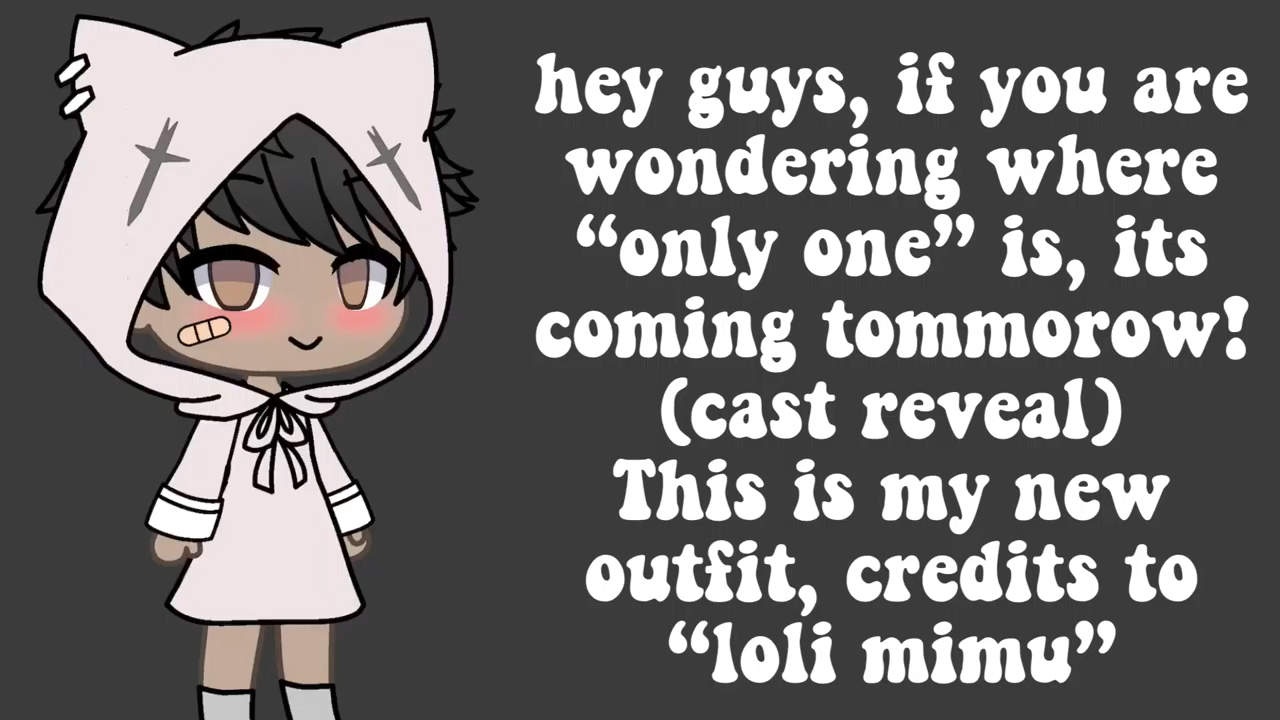 hey guys, if you are
wondering where
“only one” is, its
coming tommorow!
(cast reveal)
This is my new
outfit, credits to
“loli mimu”